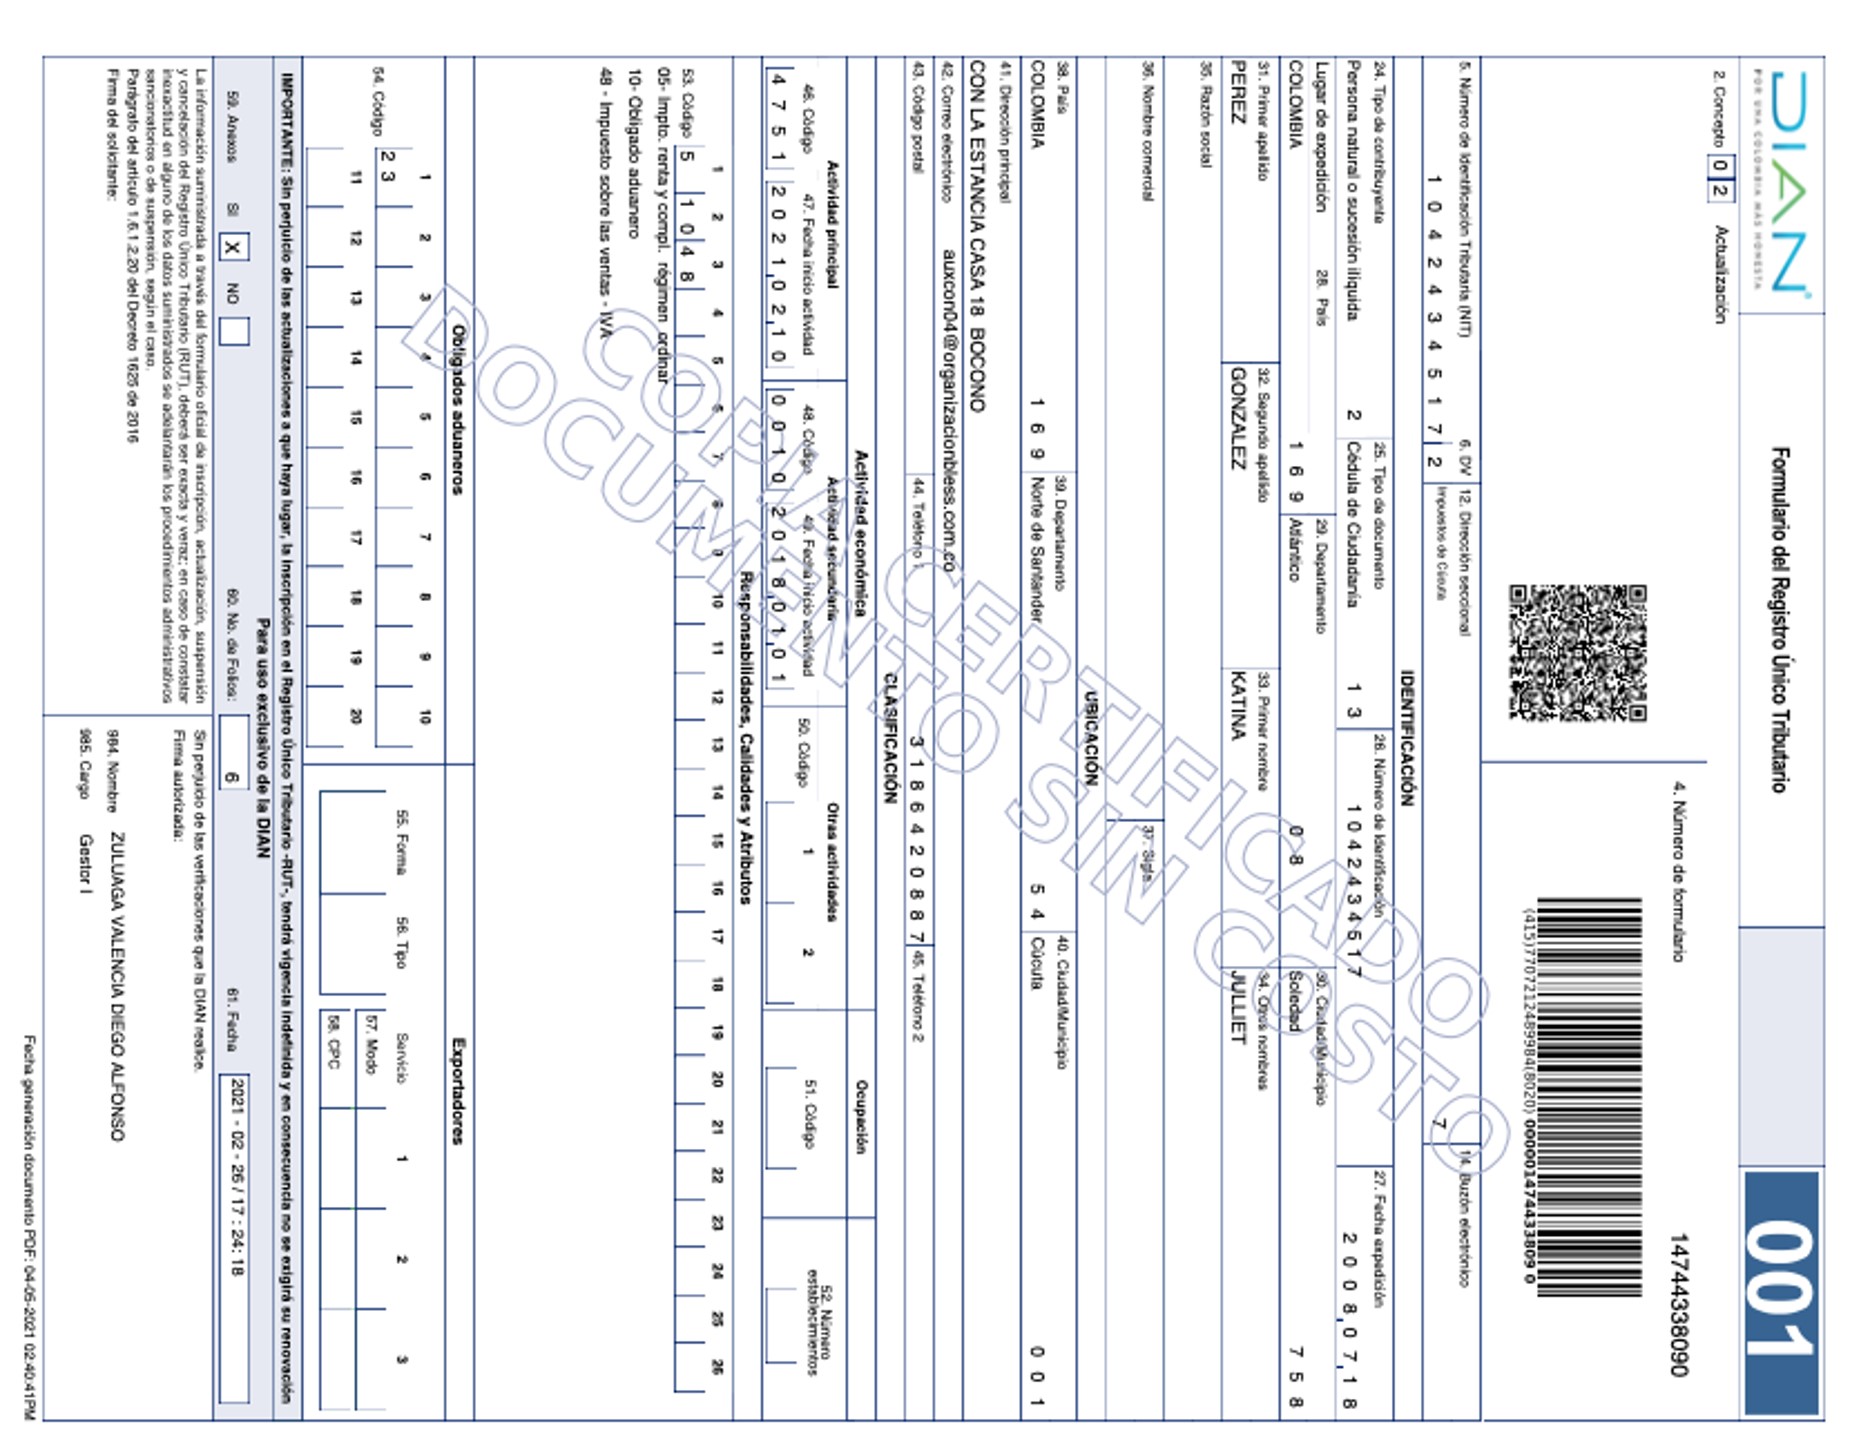 DIAN
POR UNA COLOMBIA MÁS HONESTA
Formulario del Registro Único Tributario
001
2. Concepto 0 2 Actualización
4. Número de formulario
14744338090
(415)7707212489984(8020) 000001474433809 0
5. Número de Identificación Tributaria (NIT) 6. DV 12. Dirección seccional 14. Buzón electrónico
1 0 4 2 4 3 4 5 1 7 2 Impuestos de Cúcuta 7
IDENTIFICACIÓN
24. Tipo de contribuyente 25. Tipo de documento 26. Número de Identificación 27. Fecha expedición
Persona natural o sucesión ilíquida 2 Cédula de Ciudadanía 1 3 1 0 4 2 4 3 4 5 1 7 2 0 0 8 0 7 1 8
Lugar de expedición 28. País 29. Departamento 30. Ciudad/Municipio
COLOMBIA 1 6 9 Atlántico 0 8 Soledad 7 5 8
31. Primer apellido 32. Segundo apellido 33. Primer nombre 34. Otros nombres
PEREZ GONZALEZ KATINA JULLIET
35. Razón social
36. Nombre comercial 37. Sigla
UBICACIÓN
38. País 39. Departamento 40. Ciudad/Municipio
COLOMBIA 1 6 9 Norte de Santander 5 4 Cúcuta 0 0 1
41. Dirección principal
CON LA ESTANCIA CASA 18 BOCONO
42. Correo electrónico auxcon04@organizacionbless.com.co
43. Código postal 44. Teléfono 1 3 1 8 6 4 2 0 8 8 7 45. Teléfono 2
CLASIFICACIÓN
Actividad económica Ocupación
Actividad principal Actividad secundaria Otras actividades 52. Número establecimientos
46. Código 47. Fecha inicio actividad 48. Código 49. Fecha inicio actividad 50. Código 1 2 51. Código
4 7 5 1 2 0 2 1 0 2 1 0 0 0 1 0 2 0 1 8 0 1 0 1
Responsabilidades, Calidades y Atributos
1 2 3 4 5 6 7 8 9 10 11 12 13 14 15 16 17 18 19 20 21 22 23 24 25 26
53. Código 5 1 0 4 8
05- Impto. renta y compl. régimen ordinar
10- Obligado aduanero
48 - Impuesto sobre las ventas - IVA
COPIA CERTIFICADO
DOCUMENTO SIN COSTO
Obligados aduaneros Exportadores
1 2 3 4 5 6 7 8 9 10
54. Código 2 3
11 12 13 14 15 16 17 18 19 20
55. Forma 56. Tipo Servicio 1 2 3
57. Modo
58. CPC
IMPORTANTE: Sin perjuicio de las actualizaciones a que haya lugar, la inscripción en el Registro Único Tributario -RUT-, tendrá vigencia indefinida y en consecuencia no se exigirá su renovación
Para uso exclusivo de la DIAN
59. Anexos SI X NO 60. No. de Folios: 6 61. Fecha 2021 - 02 - 26 / 17 : 24: 18
La información suministrada a través del formulario oficial de inscripción, actualización, suspensión
y cancelación del Registro Único Tributario (RUT), deberá ser exacta y veraz; en caso de constatar
inexactitud en alguno de los datos suministrados se adelantarán los procedimientos administrativos
sancionatorios o de suspensión, según el caso.
Parágrafo del artículo 1.6.1.2.20 del Decreto 1625 de 2016
Firma del solicitante:
Sin perjuicio de las verificaciones que la DIAN realice.
Firma autorizada:
984. Nombre ZULUAGA VALENCIA DIEGO ALFONSO
985. Cargo Gestor I
Fecha generación documento PDF: 04-05-2021 02:40:41PM